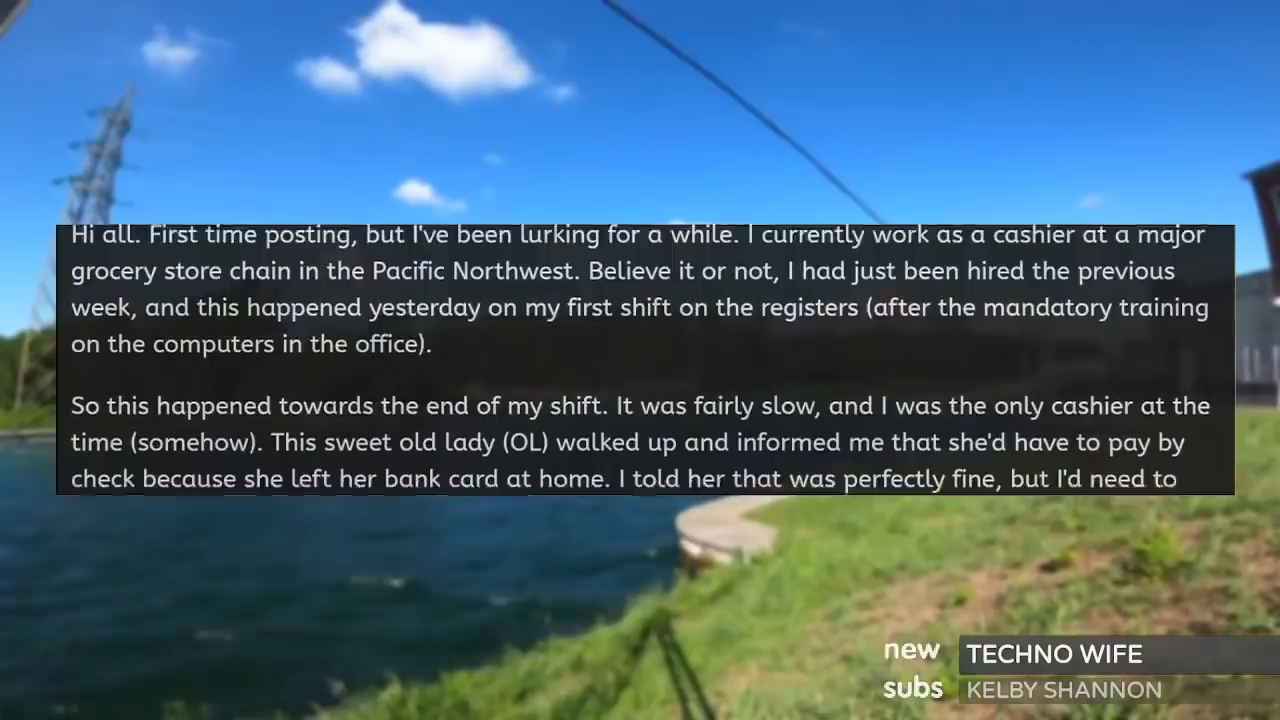 Hi all. First time posting, but I've been lurking for a while. I currently work as a cashier at a major
grocery store chain in the Pacific Northwest. Believe it or not, I had just been hired the previous
week, and this happened yesterday on my first shift on the registers (after the mandatory training
on the computers in the office).
So this happened towards the end of my shift. It was fairly slow, and I was the only cashier at the
time (somehow). This sweet old lady (OL) walked up and informed me that she'd have to pay by
check because she left her bank card at home. I told her that was perfectly fine, but I'd need to
new TECHNO WIFE
subs KELBY SHANNON